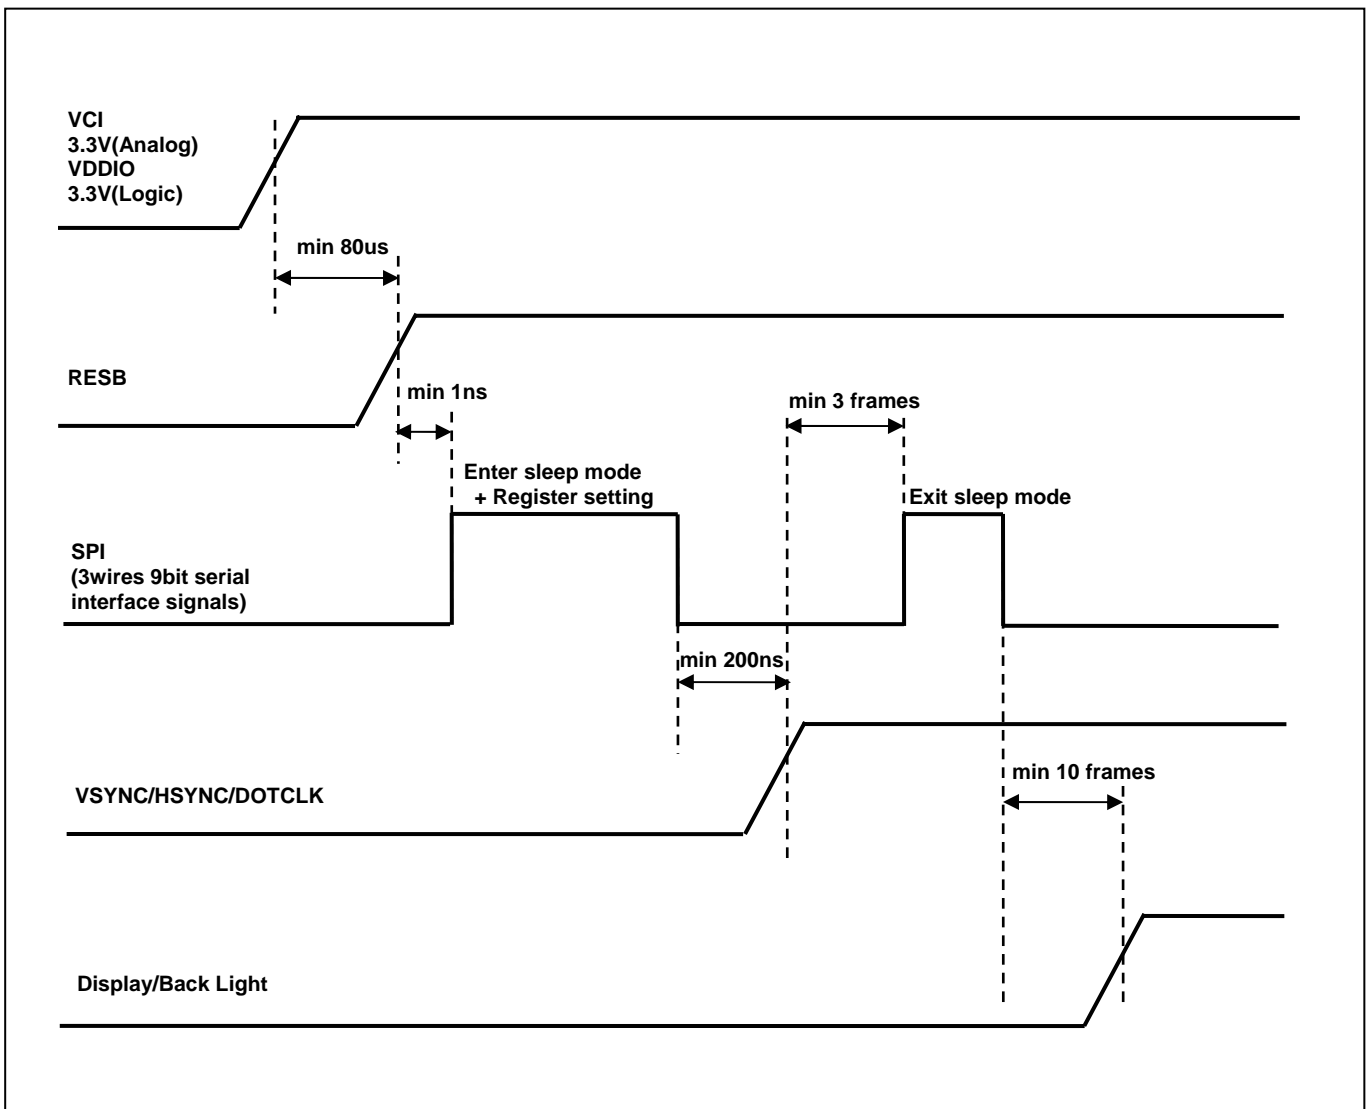 VCI
3.3V(Analog)
VDDIO
3.3V(Logic)
min 80us
RESB
min 1ns
min 3 frames
Enter sleep mode
+ Register setting
Exit sleep mode
SPI
(3wires 9bit serial
interface signals)
min 200ns
min 10 frames
VSYNC/HSYNC/DOTCLK
Display/Back Light